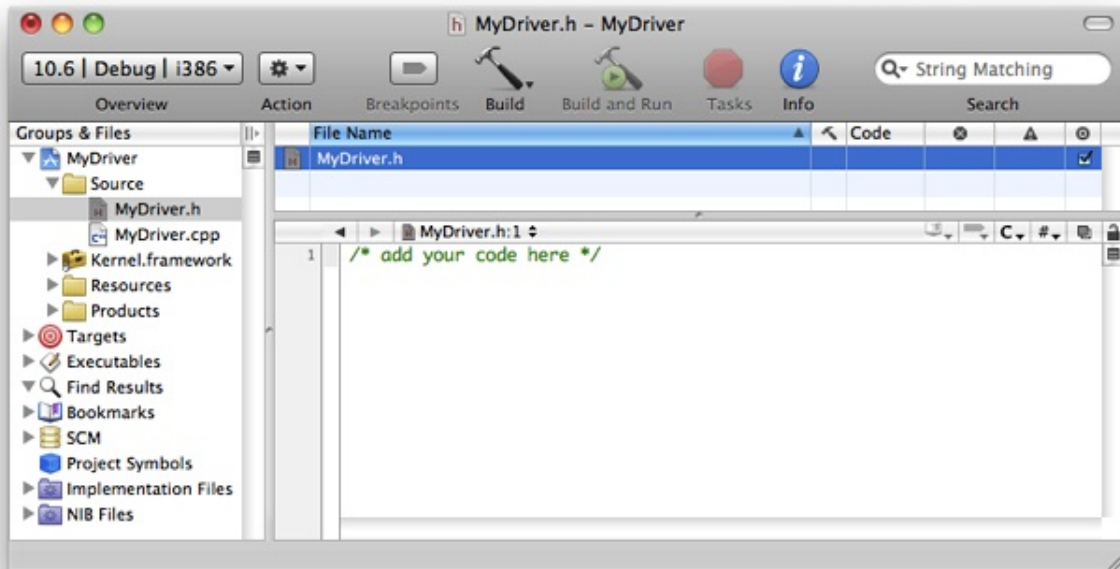 MyDriver.h – MyDriver
10.6 | Debug | i386
String Matching
Overview
Action
Breakpoints
Build
Build and Run
Tasks
Info
Search
Groups & Files
MyDriver
Source
MyDriver.h
MyDriver.cpp
Kernel.framework
Resources
Products
Targets
Executables
Find Results
Bookmarks
SCM
Project Symbols
Implementation Files
NIB Files
File Name
Code
MyDriver.h
MyDriver.h:1
C
#
1
/* add your code here */